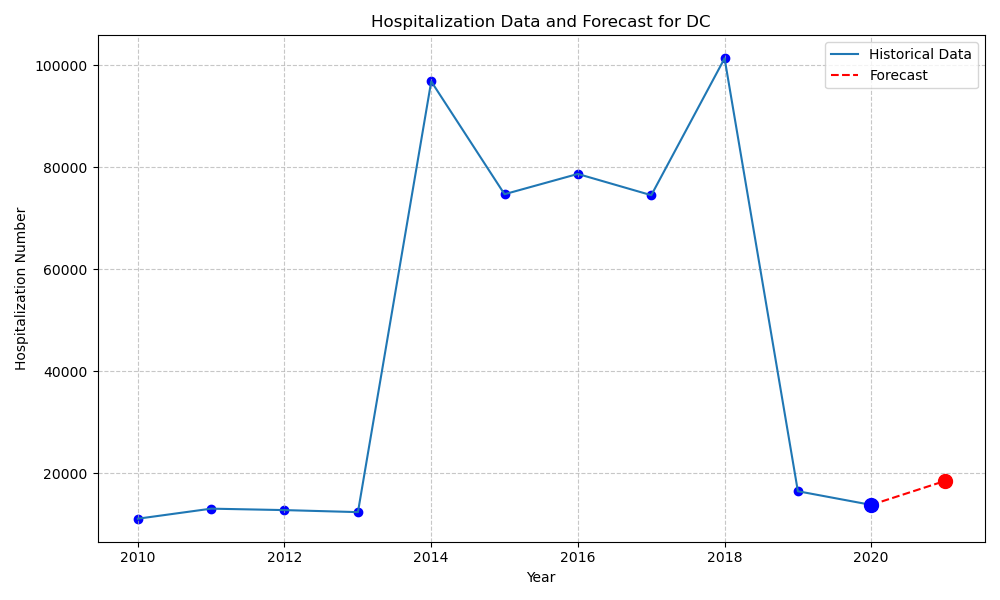 Hospitalization Data and Forecast for DC
Historical Data
Forecast
100000
80000
60000
40000
20000
Hospitalization Number
2010
2012
2014
2016
2018
2020
Year